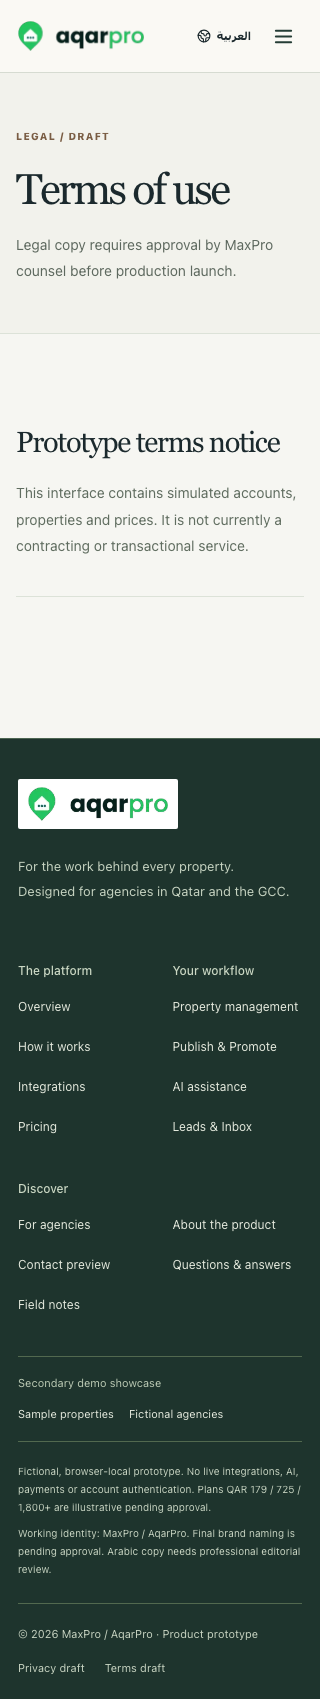 aqarpro
العربية
LEGAL / DRAFT
Terms of use
Legal copy requires approval by MaxPro
counsel before production launch.
Prototype terms notice
This interface contains simulated accounts,
properties and prices. It is not currently a
contracting or transactional service.
aqarpro
For the work behind every property.
Designed for agencies in Qatar and the GCC.
The platform
Overview
How it works
Integrations
Pricing
Your workflow
Property management
Publish & Promote
AI assistance
Leads & Inbox
Discover
For agencies
About the product
Contact preview
Questions & answers
Field notes
Secondary demo showcase
Sample properties
Fictional agencies
Fictional, browser-local prototype. No live integrations, AI,
payments or account authentication. Plans QAR 179 / 725 /
1,800+ are illustrative pending approval.
Working identity: MaxPro / AqarPro. Final brand naming is
pending approval. Arabic copy needs professional editorial
review.
© 2026 MaxPro / AqarPro · Product prototype
Privacy draft
Terms draft